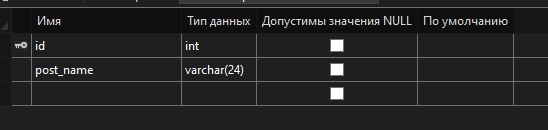 Имя Тип данных Допустимы значения NULL По умолчанию
id int
post_name varchar(24)